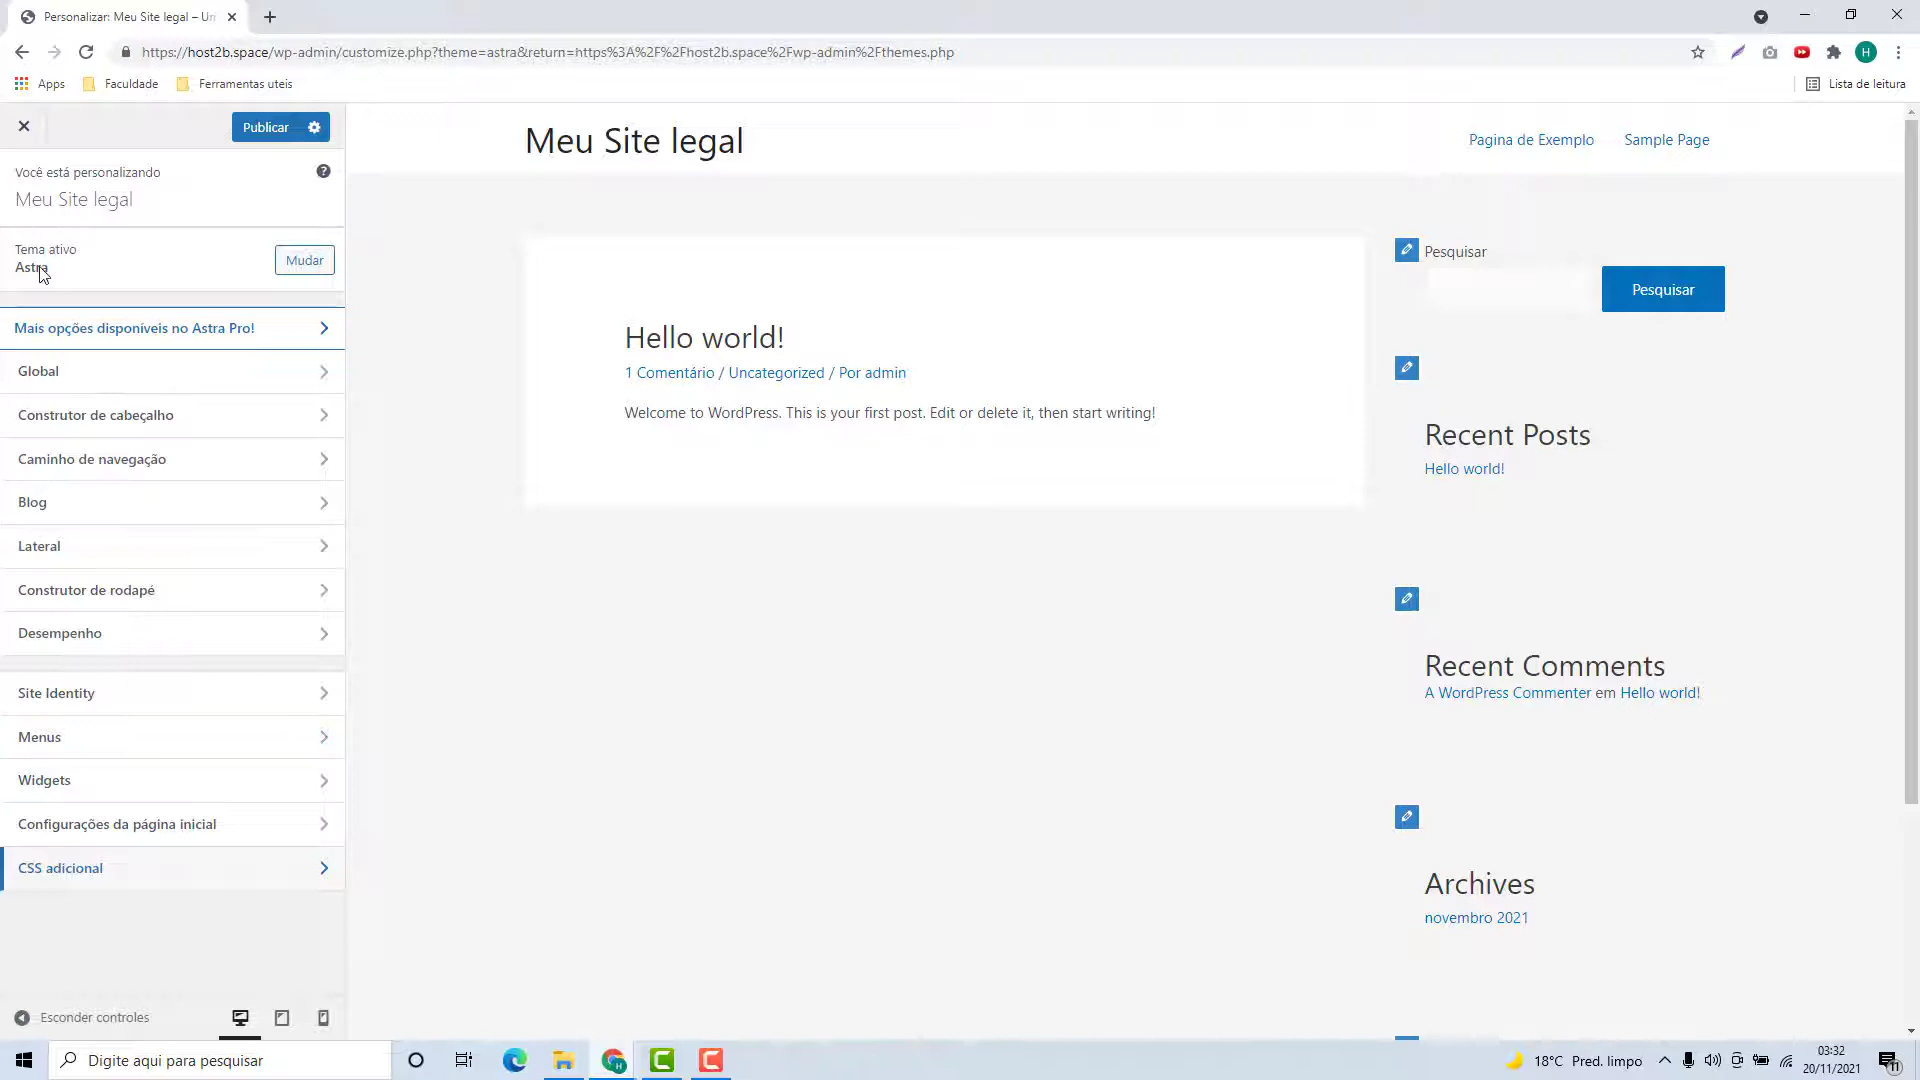 Personalizar: Meu Site legal – Un
https://host2b.space/wp-admin/customize.php?theme=astra&return=https%3A%2F%2Fhost2b.space%2Fwp-admin%2Fthemes.php
H
Apps
Faculdade
Ferramentas uteis
Lista de leitura
Publicar
Você está personalizando
Meu Site legal
Tema ativo
Astra
Mudar
Mais opções disponíveis no Astra Pro!
Global
Construtor de cabeçalho
Caminho de navegação
Blog
Lateral
Construtor de rodapé
Desempenho
Site Identity
Menus
Widgets
Configurações da página inicial
CSS adicional
Esconder controles
Meu Site legal
Pagina de Exemplo
Sample Page
Hello world!
1 Comentário / Uncategorized / Por admin
Welcome to WordPress. This is your first post. Edit or delete it, then start writing!
Pesquisar
Pesquisar
Recent Posts
Hello world!
Recent Comments
A WordPress Commenter em Hello world!
Archives
novembro 2021
Digite aqui para pesquisar
18°C Pred. limpo
03:32
20/11/2021
11